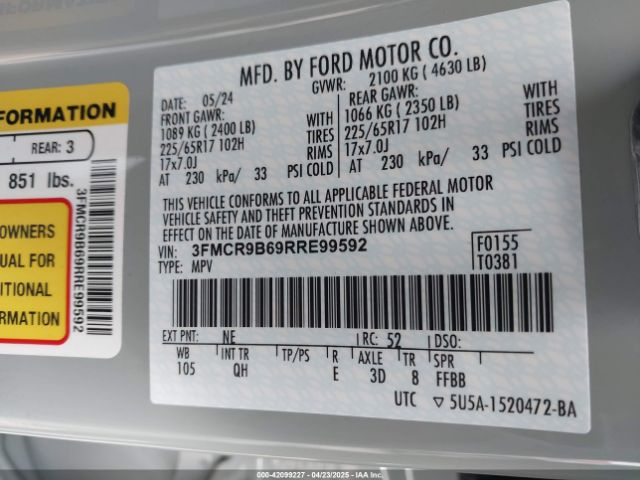 FORMATION
REAR: 3
851 lbs.
OWNERS
UAL FOR
ITIONAL
ORMATION
3FMCR9B69RRE99592
MFD. BY FORD MOTOR CO.
DATE: 05/24 GVWR: 2100 KG ( 4630 LB)
FRONT GAWR: REAR GAWR: WITH
1089 KG ( 2400 LB) WITH 1066 KG ( 2350 LB) TIRES
225/65R17 102H TIRES 225/65R17 102H RIMS
17x7.0J RIMS 17x7.0J
AT 230 kPa/ 33 PSI COLD AT 230 kPa/ 33 PSI COLD
THIS VEHICLE CONFORMS TO ALL APPLICABLE FEDERAL MOTOR
VEHICLE SAFETY AND THEFT PREVENTION STANDARDS IN
EFFECT ON THE DATE OF MANUFACTURE SHOWN ABOVE.
VIN: 3FMCR9B69RRE99592 F0155
TYPE: MPV T0381
EXT PNT: NE RC: 52 DSO:
WB INT TR TP/PS R AXLE TR SPR
105 QH E 3D 8 FFBB
UTC ▽ 5U5A-1520472-BA
000-42099227 - 04/23/2025 - IAAI.COM